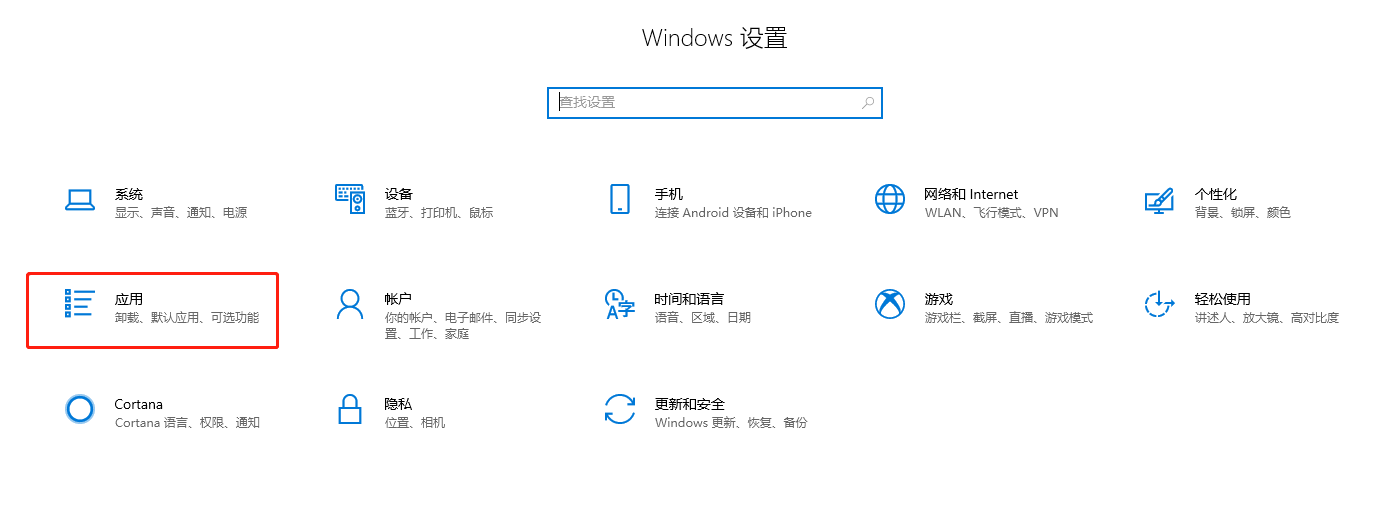 Windows 设置
查找设置
系统
显示、声音、通知、电源
设备
蓝牙、打印机、鼠标
手机
连接 Android 设备和 iPhone
网络和 Internet
WLAN、飞行模式、VPN
个性化
背景、锁屏、颜色
应用
卸载、默认应用、可选功能
帐户
你的帐户、电子邮件、同步设
置、工作、家庭
时间和语言
语音、区域、日期
游戏
游戏栏、截屏、直播、游戏模式
轻松使用
讲述人、放大镜、高对比度
Cortana
Cortana 语言、权限、通知
隐私
位置、相机
更新和安全
Windows 更新、恢复、备份